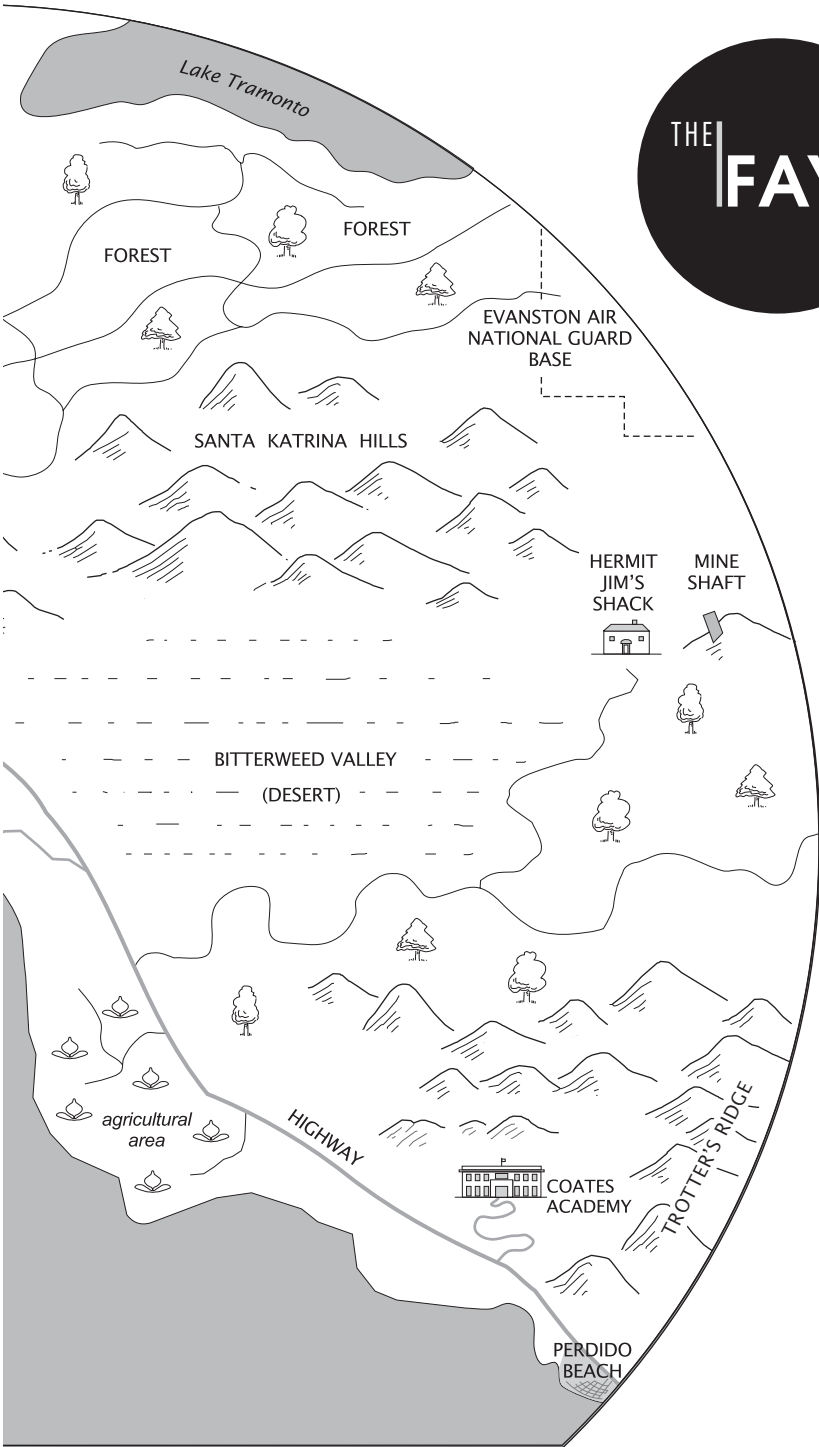 Lake Tramonto
THE
FAY
FOREST
FOREST
EVANSTON AIR
NATIONAL GUARD
BASE
SANTA KATRINA HILLS
HERMIT
JIM'S
SHACK
MINE
SHAFT
BITTERWEED VALLEY
(DESERT)
agricultural
area
HIGHWAY
TROTTER'S RIDGE
COATES
ACADEMY
PERDIDO
BEACH